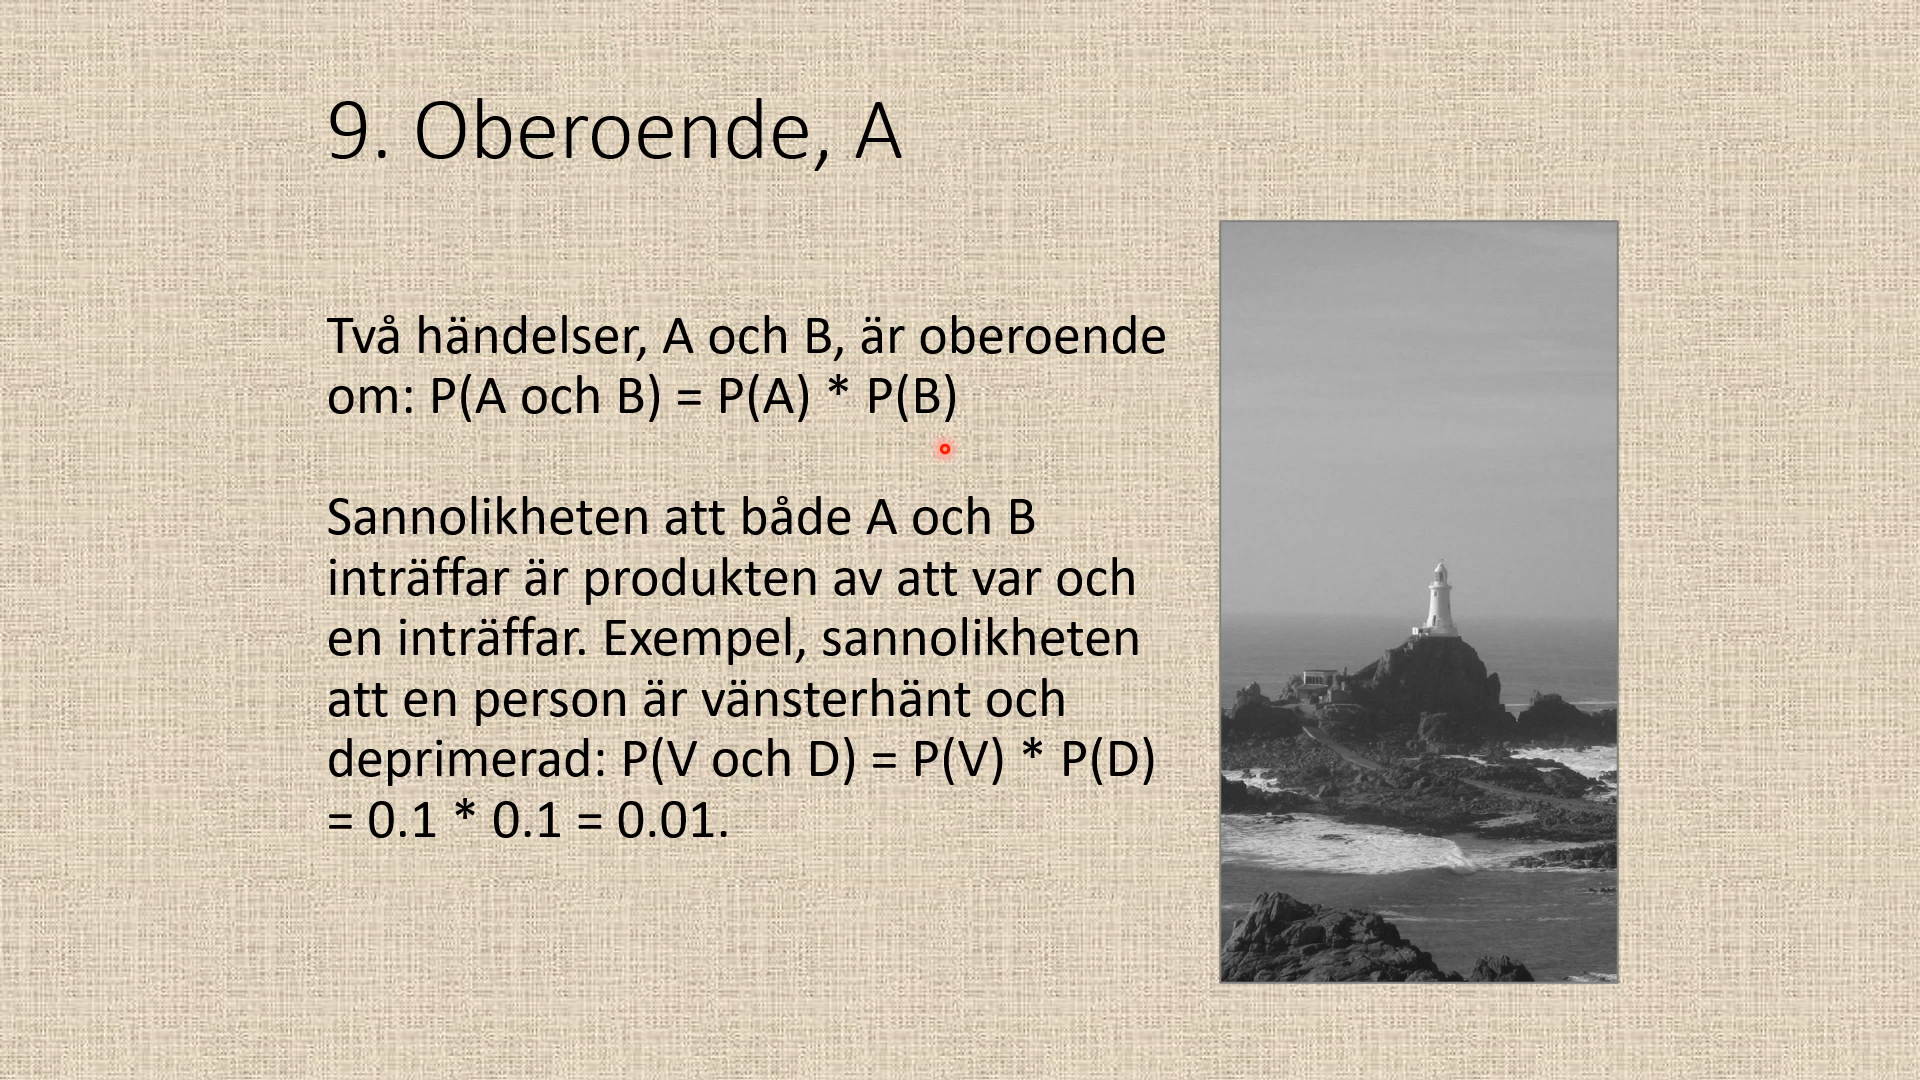 9. Oberoende, A
Två händelser, A och B, är oberoende
om: P(A och B) = P(A) * P(B)
Sannolikheten att både A och B
inträffar är produkten av att var och
en inträffar. Exempel, sannolikheten
att en person är vänsterhänt och
deprimerad: P(V och D) = P(V) * P(D)
= 0.1 * 0.1 = 0.01.